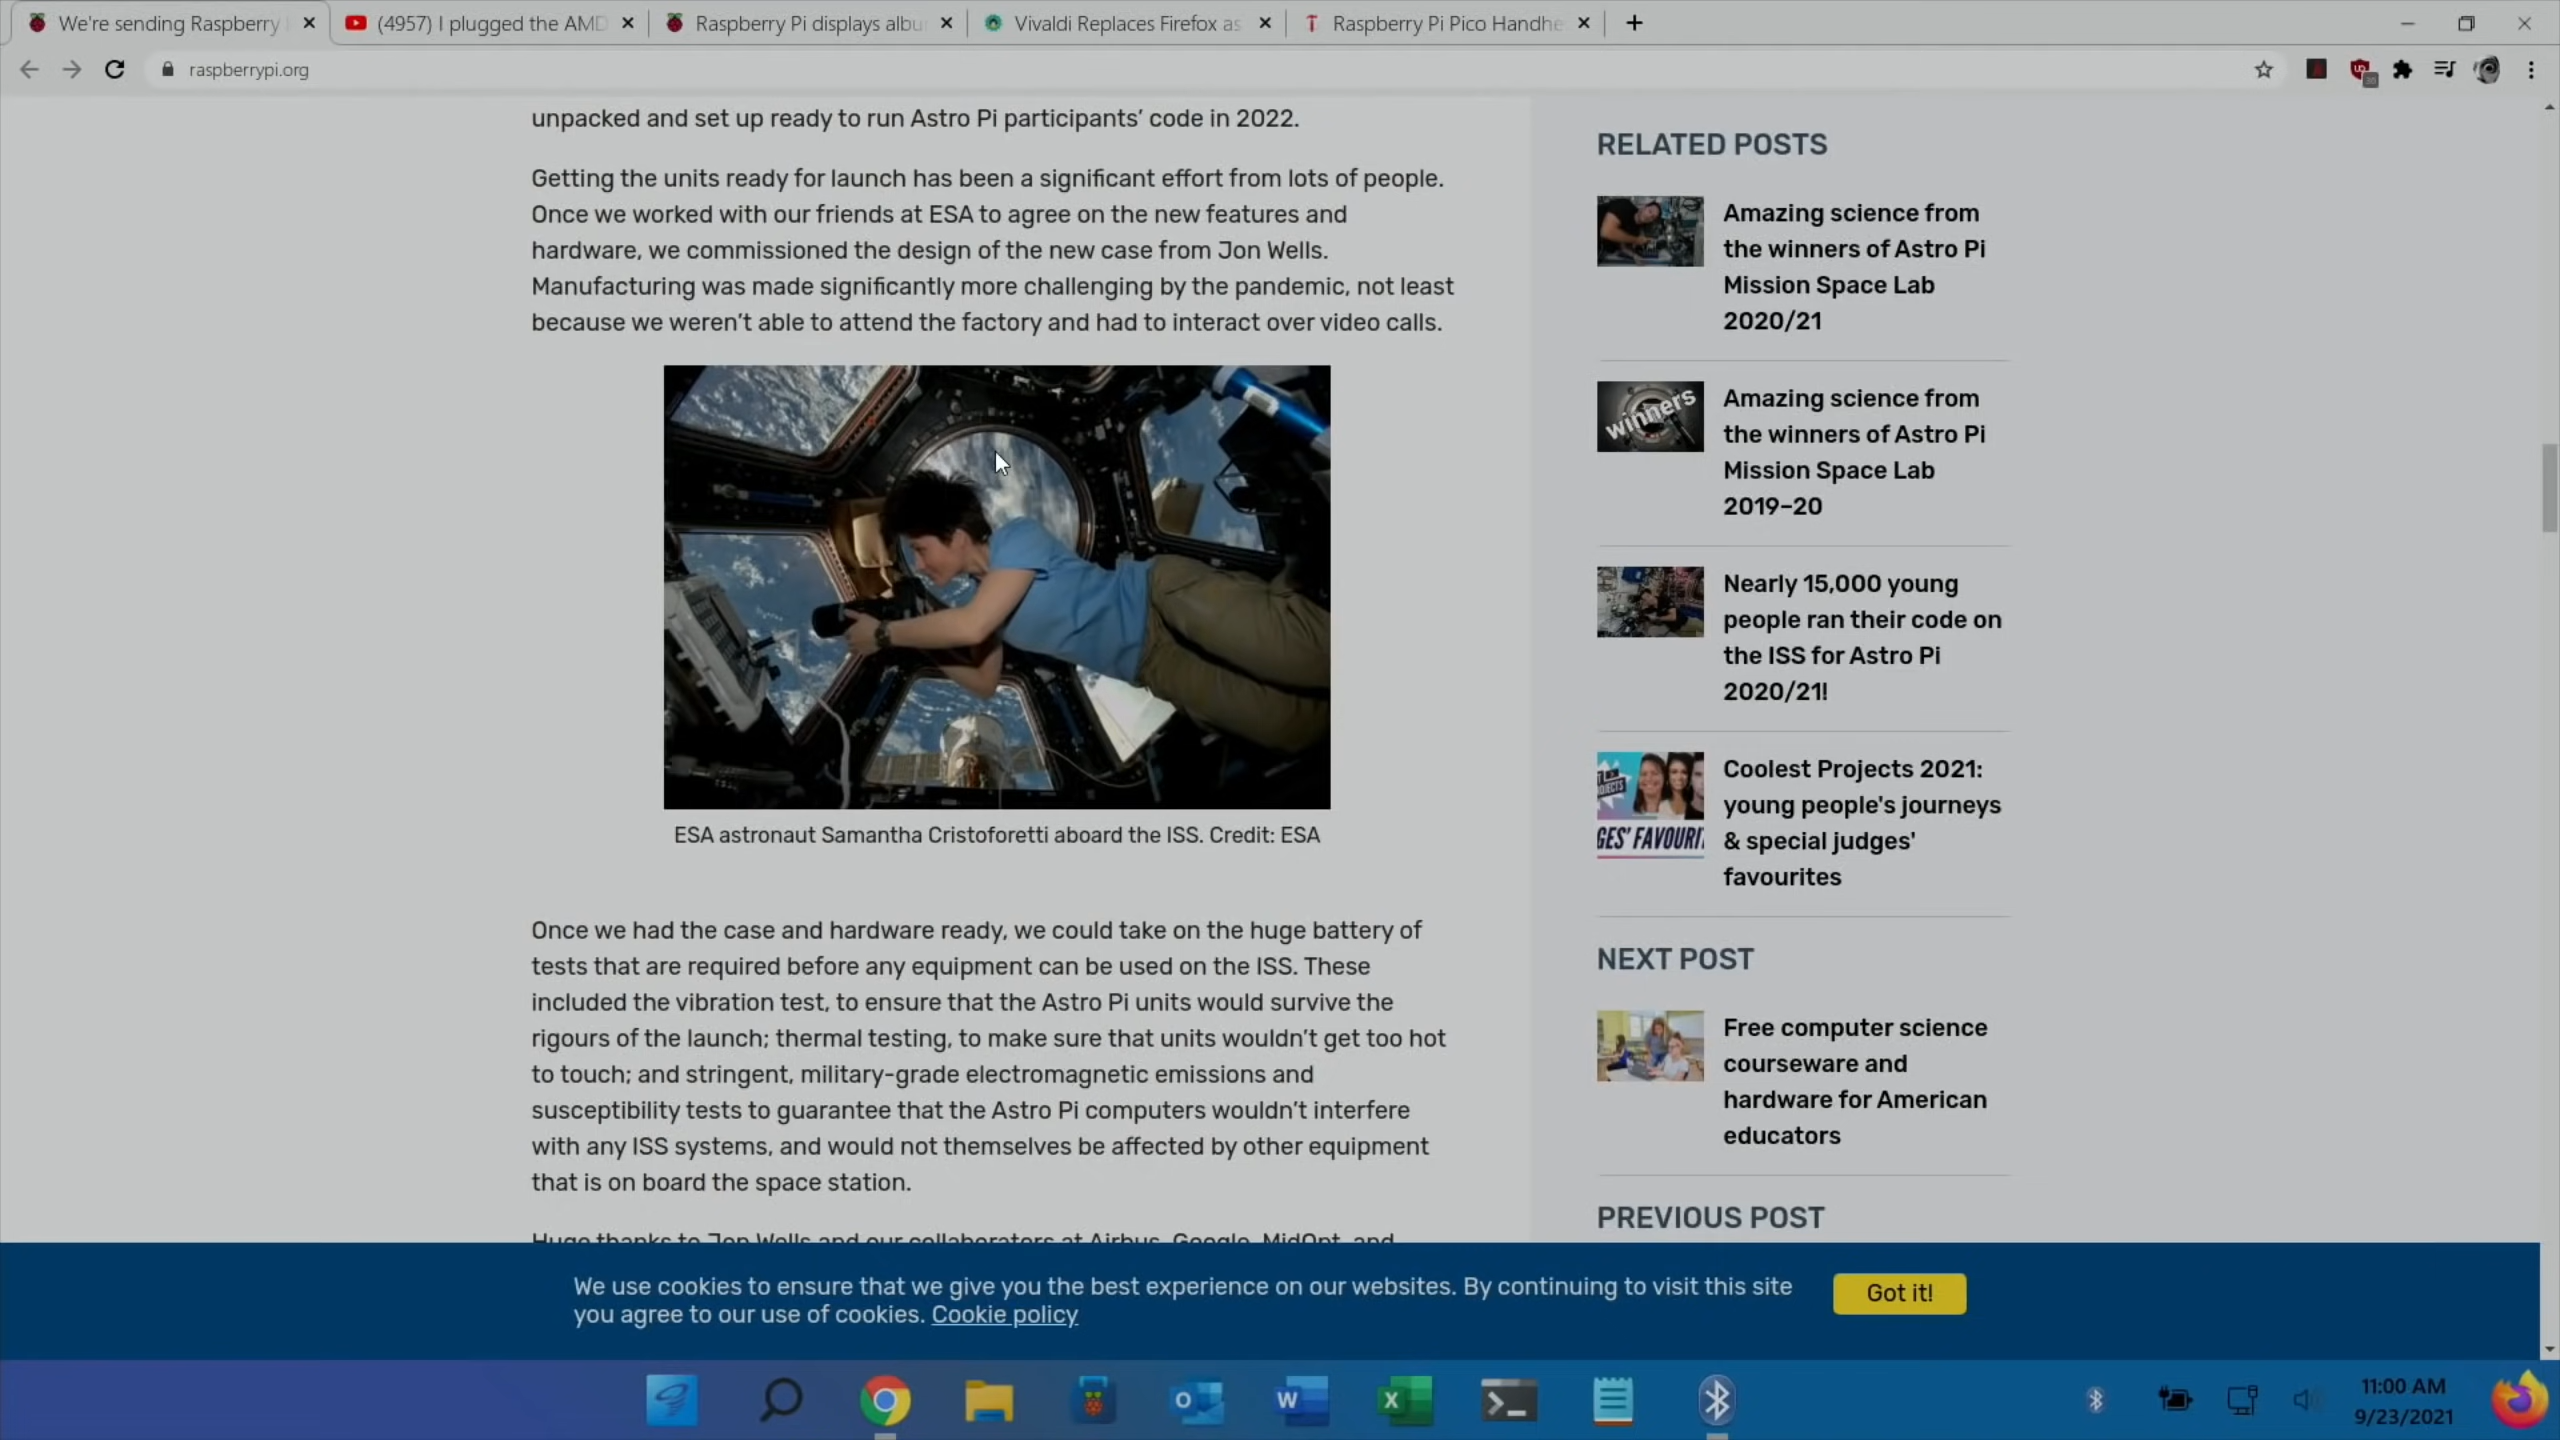 We're sending Raspberry
(4957) I plugged the AMD
Raspberry Pi displays albu
Vivaldi Replaces Firefox as
Raspberry Pi Pico Handhe
raspberrypi.org
unpacked and set up ready to run Astro Pi participants’ code in 2022.
Getting the units ready for launch has been a significant effort from lots of people.
Once we worked with our friends at ESA to agree on the new features and
hardware, we commissioned the design of the new case from Jon Wells.
Manufacturing was made significantly more challenging by the pandemic, not least
because we weren’t able to attend the factory and had to interact over video calls.
ESA astronaut Samantha Cristoforetti aboard the ISS. Credit: ESA
Once we had the case and hardware ready, we could take on the huge battery of
tests that are required before any equipment can be used on the ISS. These
included the vibration test, to ensure that the Astro Pi units would survive the
rigours of the launch; thermal testing, to make sure that units wouldn’t get too hot
to touch; and stringent, military-grade electromagnetic emissions and
susceptibility tests to guarantee that the Astro Pi computers wouldn’t interfere
with any ISS systems, and would not themselves be affected by other equipment
that is on board the space station.
Huge thanks to Jon Wells and our collaborators at Airbus, Google, MidOpt, and
RELATED POSTS
Amazing science from
the winners of Astro Pi
Mission Space Lab
2020/21
winners
Amazing science from
the winners of Astro Pi
Mission Space Lab
2019–20
Nearly 15,000 young
people ran their code on
the ISS for Astro Pi
2020/21!
GES' FAVOURI
Coolest Projects 2021:
young people's journeys
& special judges'
favourites
NEXT POST
Free computer science
courseware and
hardware for American
educators
PREVIOUS POST
We use cookies to ensure that we give you the best experience on our websites. By continuing to visit this site
you agree to our use of cookies. Cookie policy
Got it!
11:00 AM
9/23/2021